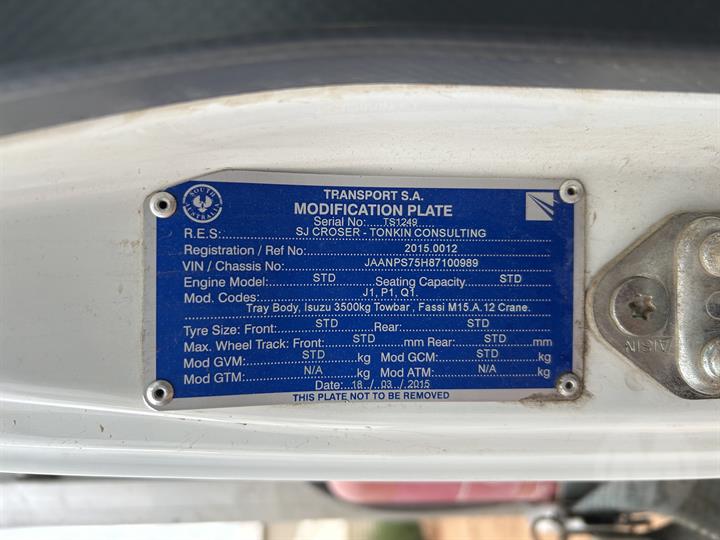 SOUTH
AUSTRALIA
TRANSPORT S.A.
MODIFICATION PLATE
Serial No: TS1249
R.E.S: SJ CROSER - TONKIN CONSULTING
Registration / Ref No: 2015.0012
VIN / Chassis No: JAANPS75H87100989
Engine Model: STD Seating Capacity STD
Mod. Codes: J1, P1, Q1.
Tray Body, Isuzu 3500kg Towbar , Fassi M15.A.12 Crane.
Tyre Size: Front: STD Rear: STD
Max. Wheel Track: Front: STD mm Rear: STD mm
Mod GVM: STD kg Mod GCM: STD kg
Mod GTM: N/A kg Mod ATM: N/A kg
Date: 18 / 03 / 2015
THIS PLATE NOT TO BE REMOVED
AISIN